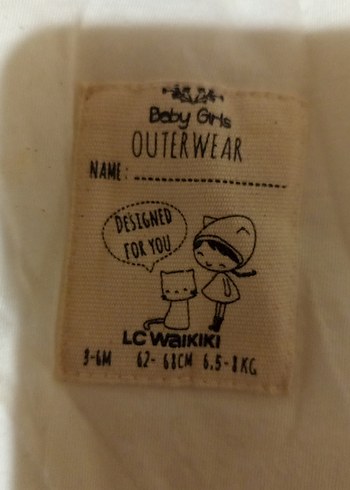 Baby Girls
OUTERWEAR
NAME:
DESIGNED
FOR YOU
LC WAIKIKI
3-6M 62-68CM 6.5-8KG